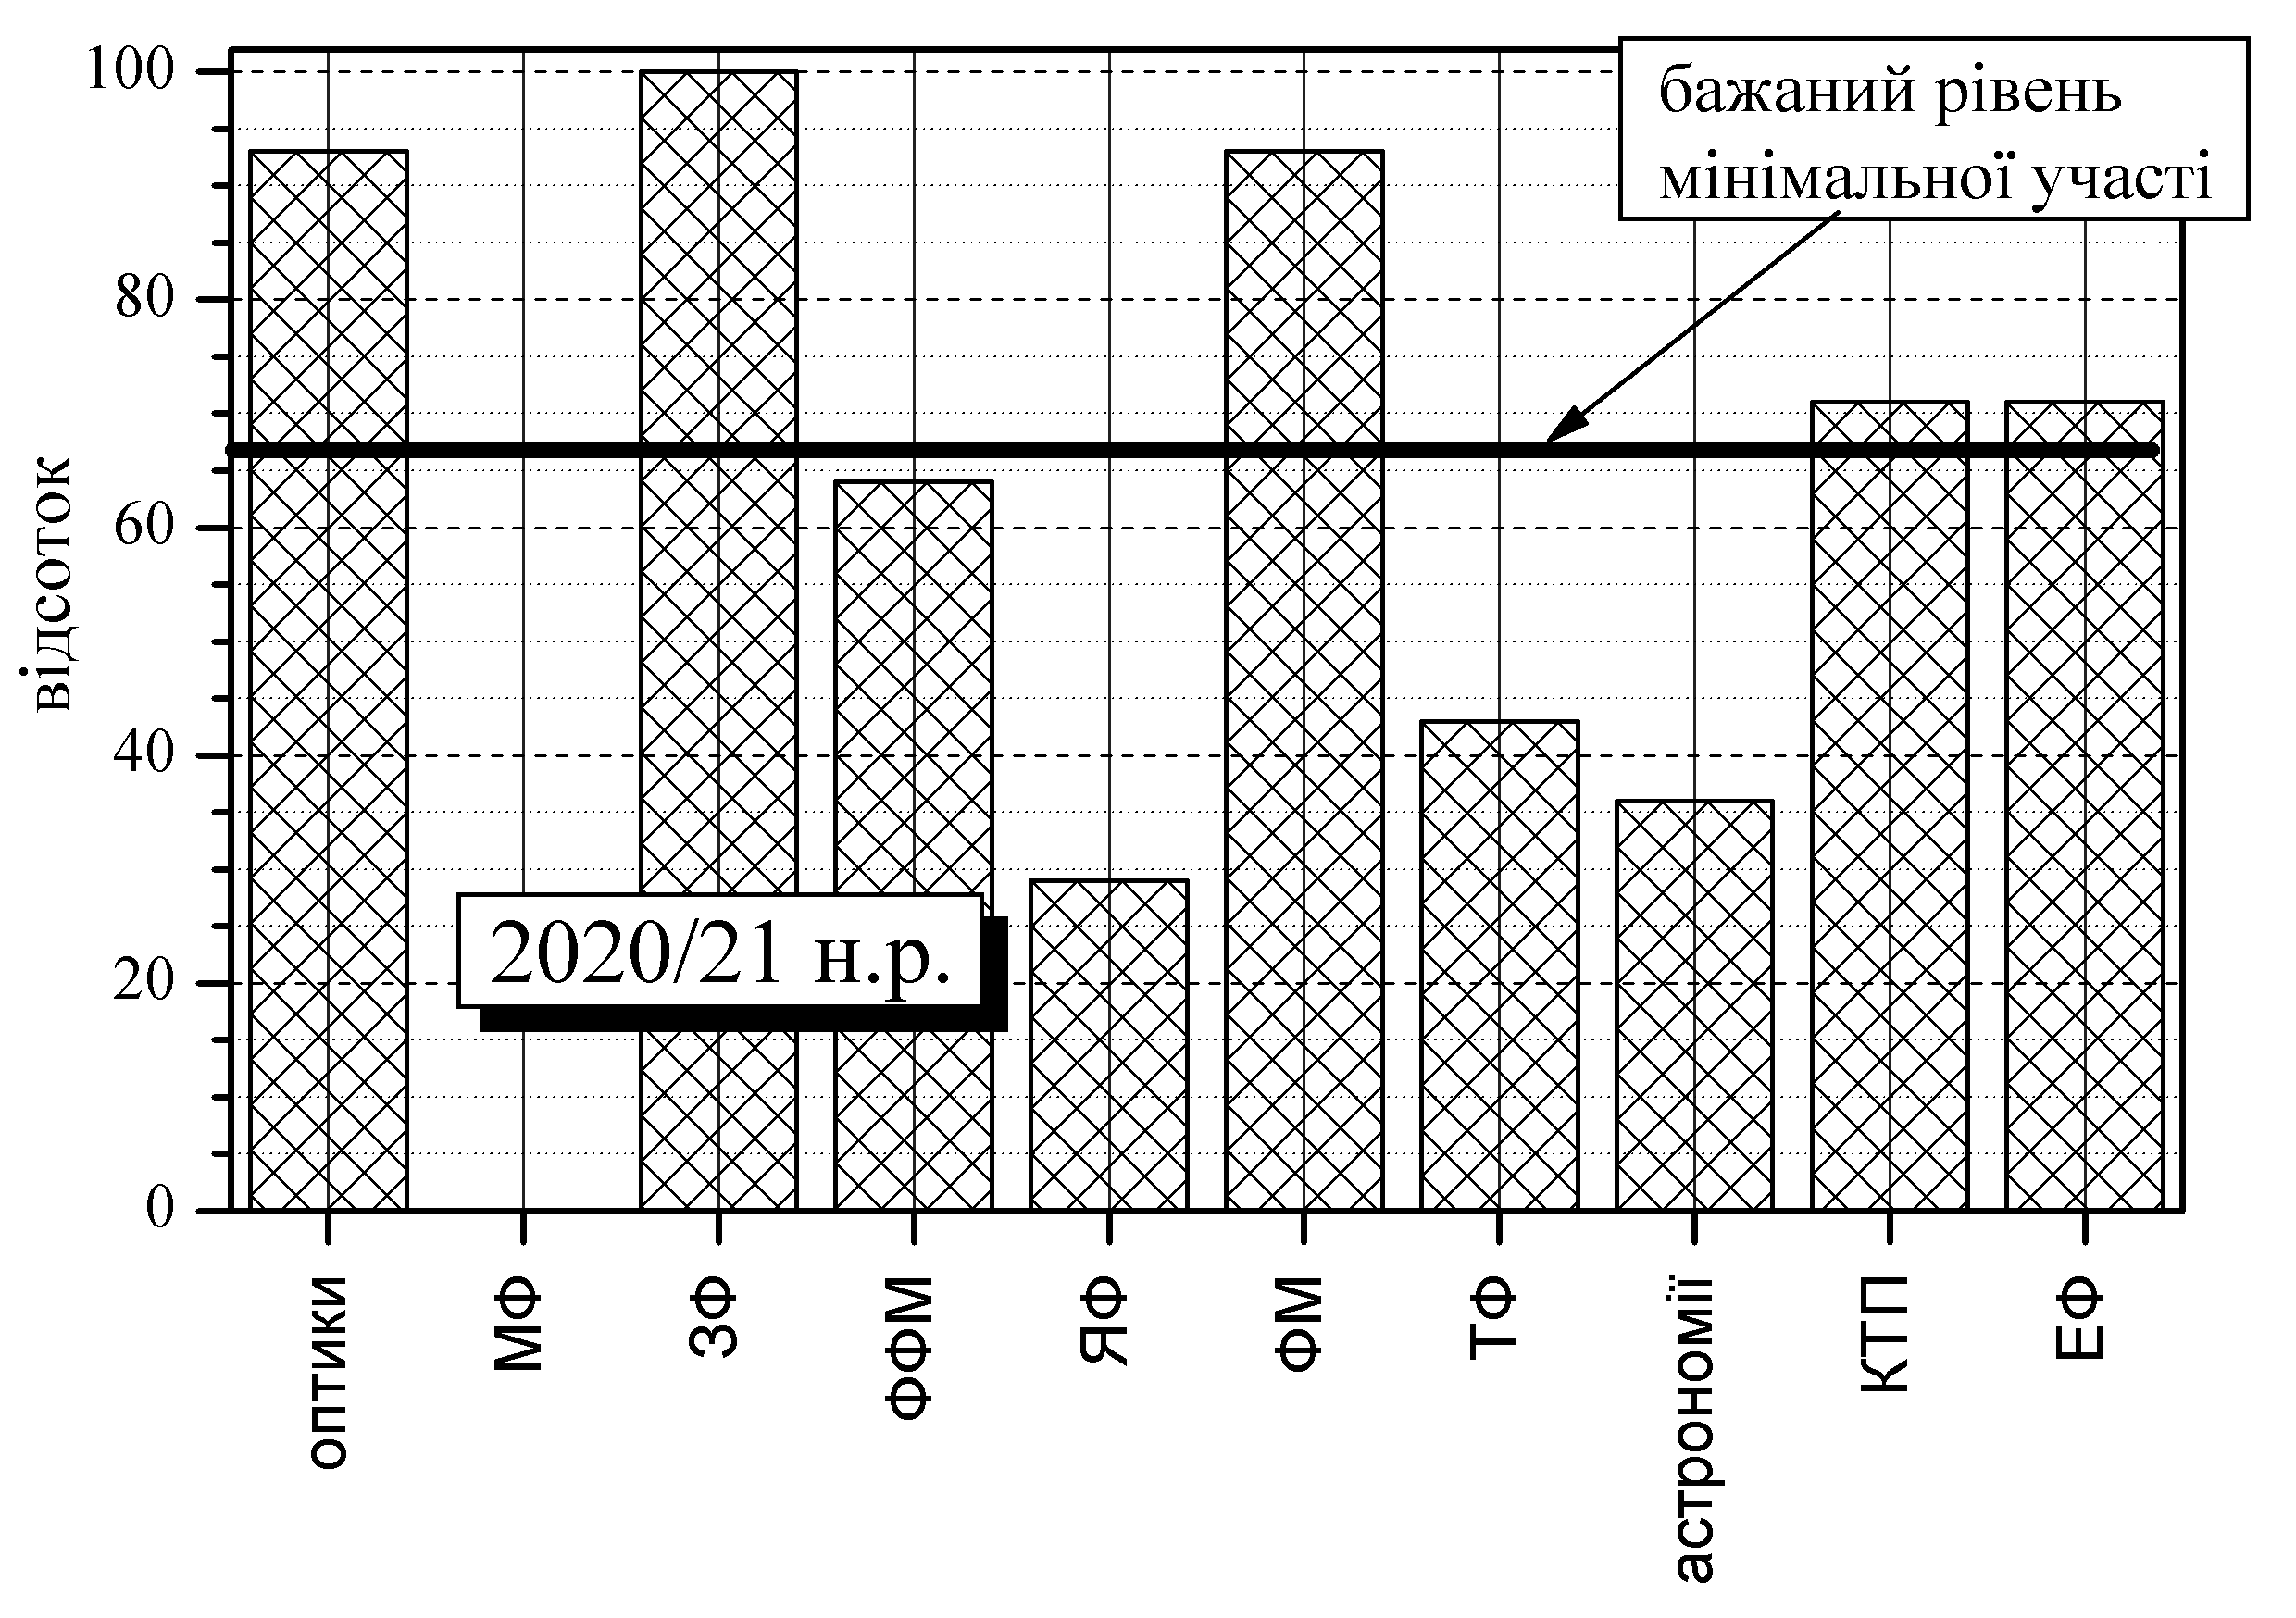 100
80
60
40
20
0
відсоток
бажаний рівень
мінімальної участі
2020/21 н.р.
оптики
МФ
ЗФ
ФФМ
ЯФ
ФМ
ТФ
астрономії
КТП
ЕФ